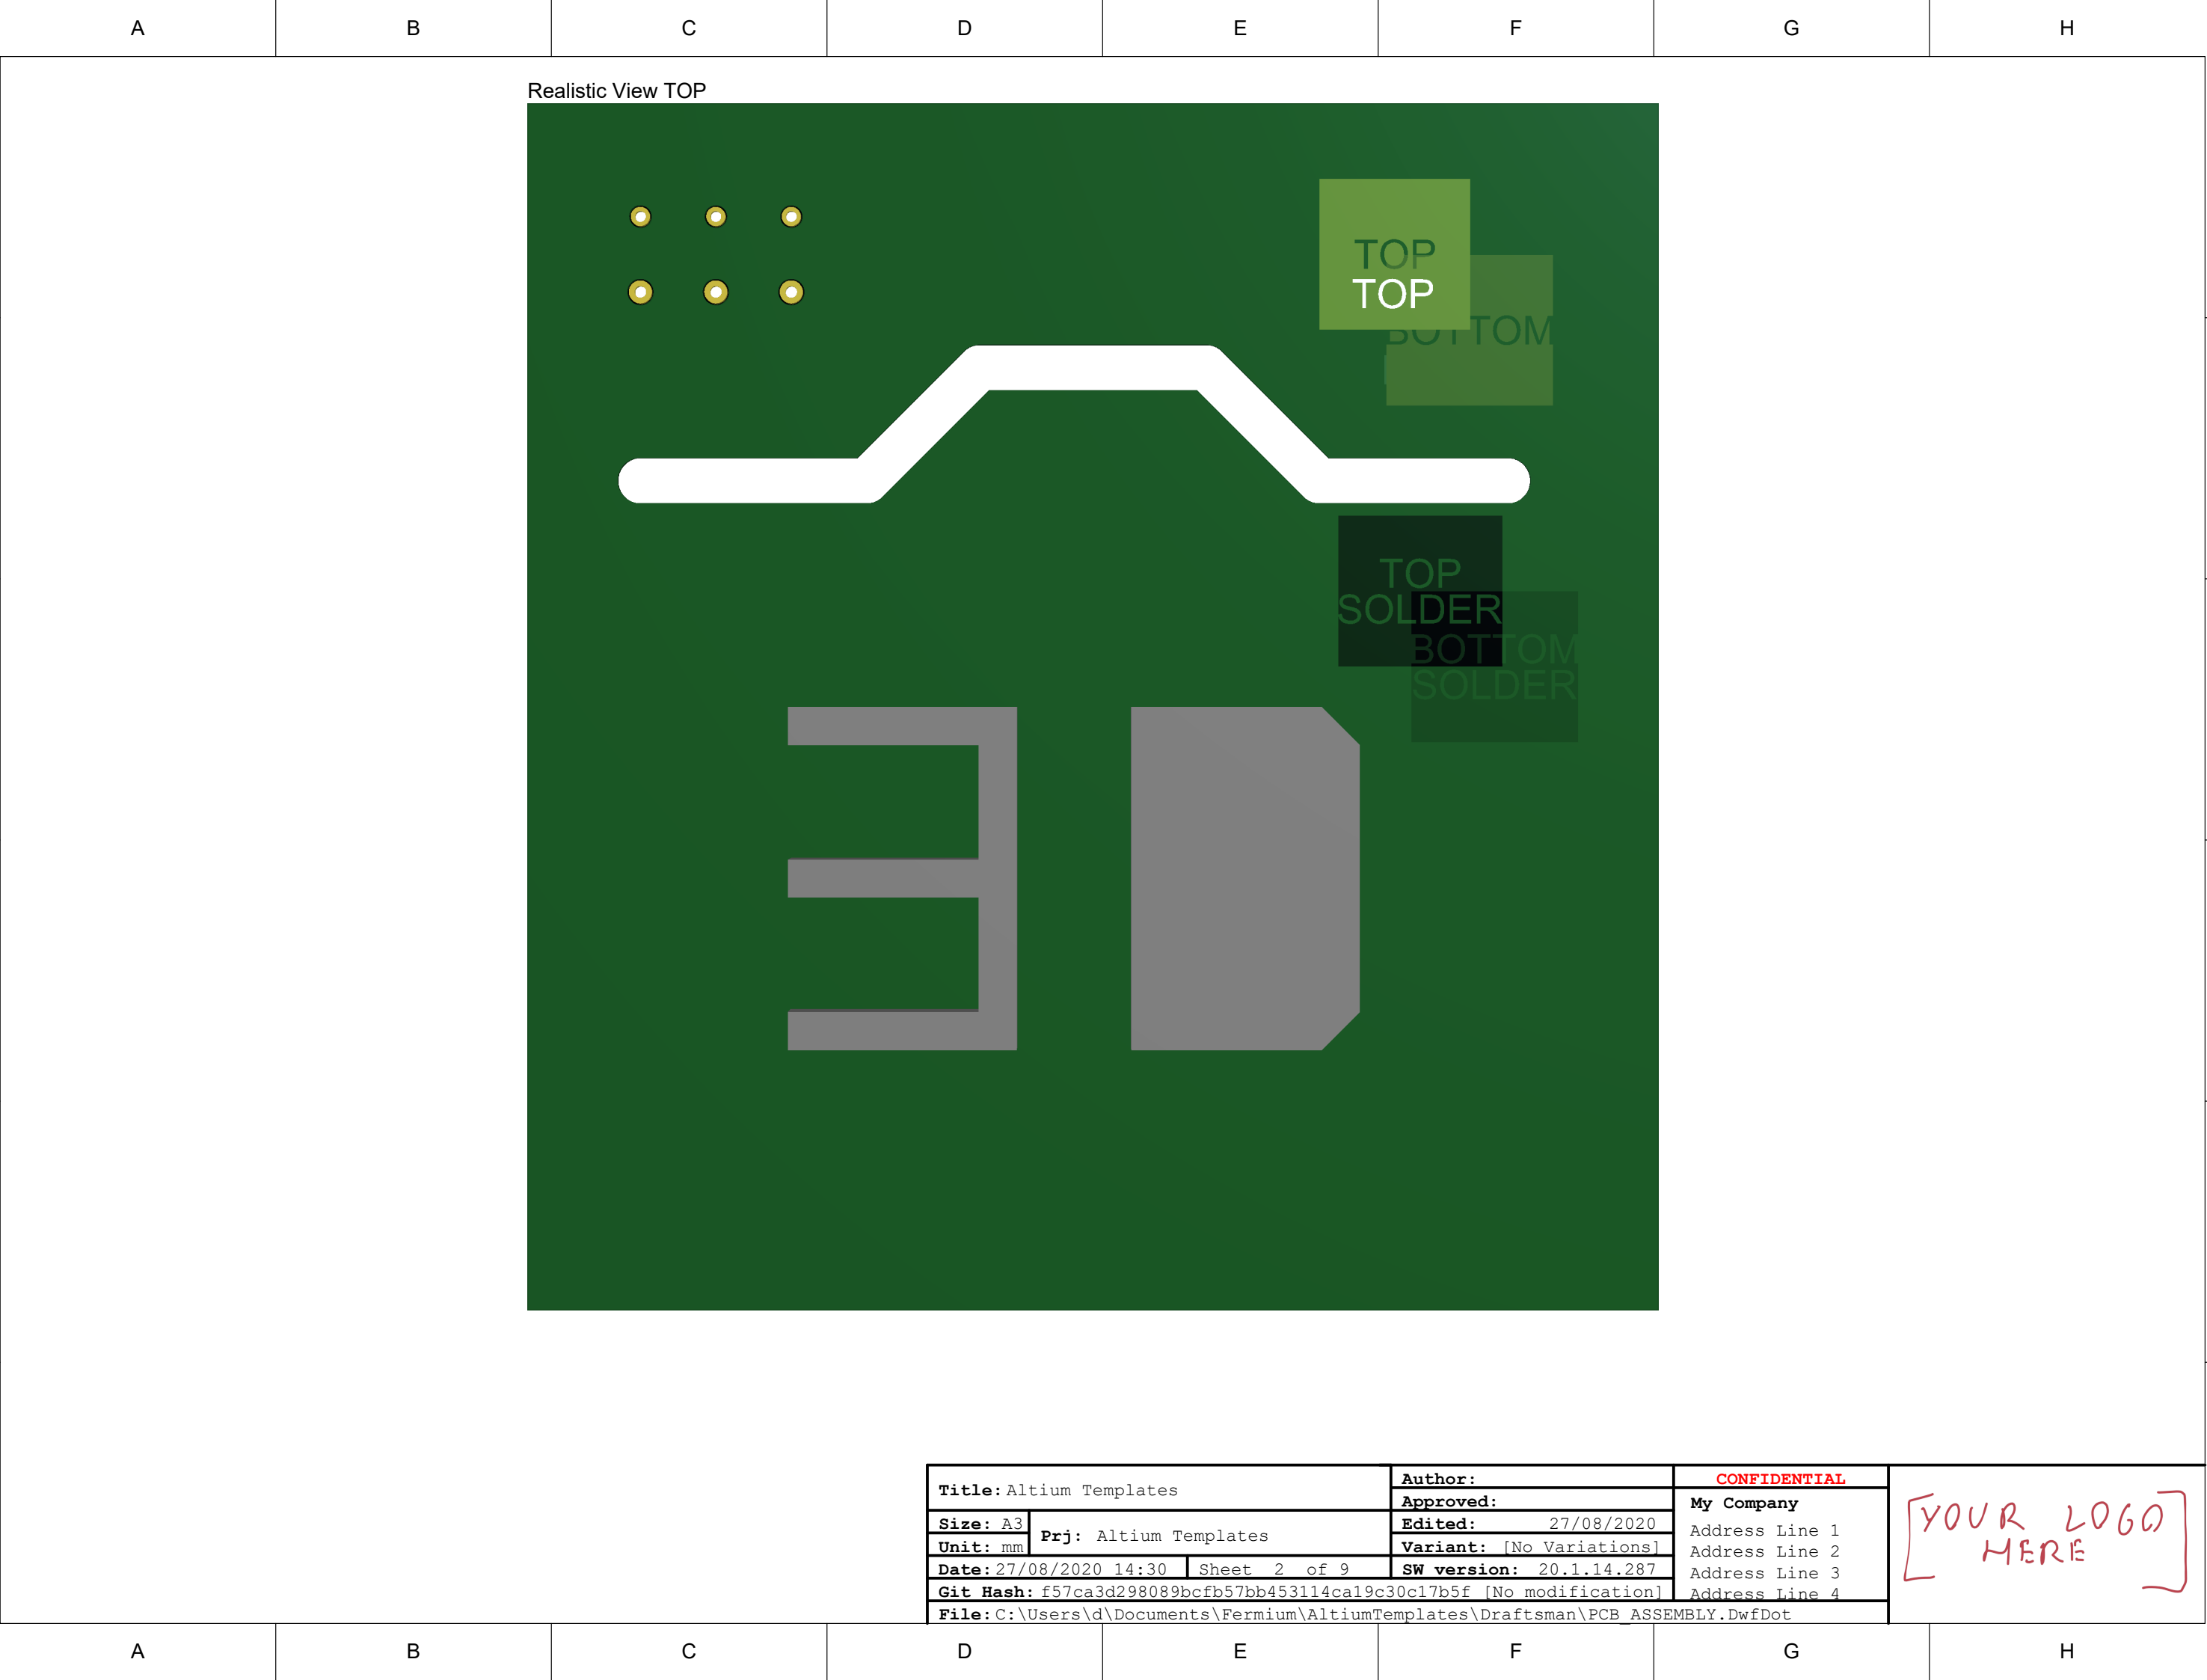 A B C D E F G H
Realistic View TOP
TOP
TOP
BOTTOM
TOP
SOLDER
BOTTOM
SOLDER
3D
Title: Altium Templates
Author:
CONFIDENTIAL
Approved:
My Company
Size: A3
Prj: Altium Templates
Edited: 27/08/2020
Address Line 1
Unit: mm
Variant: [No Variations]
Address Line 2
Date: 27/08/2020 14:30
Sheet 2 of 9
SW version: 20.1.14.287
Address Line 3
Git Hash: f57ca3d298089bcfb57bb453114ca19c30c17b5f [No modification]
Address Line 4
File: C:\Users\d\Documents\Fermium\AltiumTemplates\Draftsman\PCB_ASSEMBLY.DwfDot
[YOUR LOGO
HERE]
A B C D E F G H